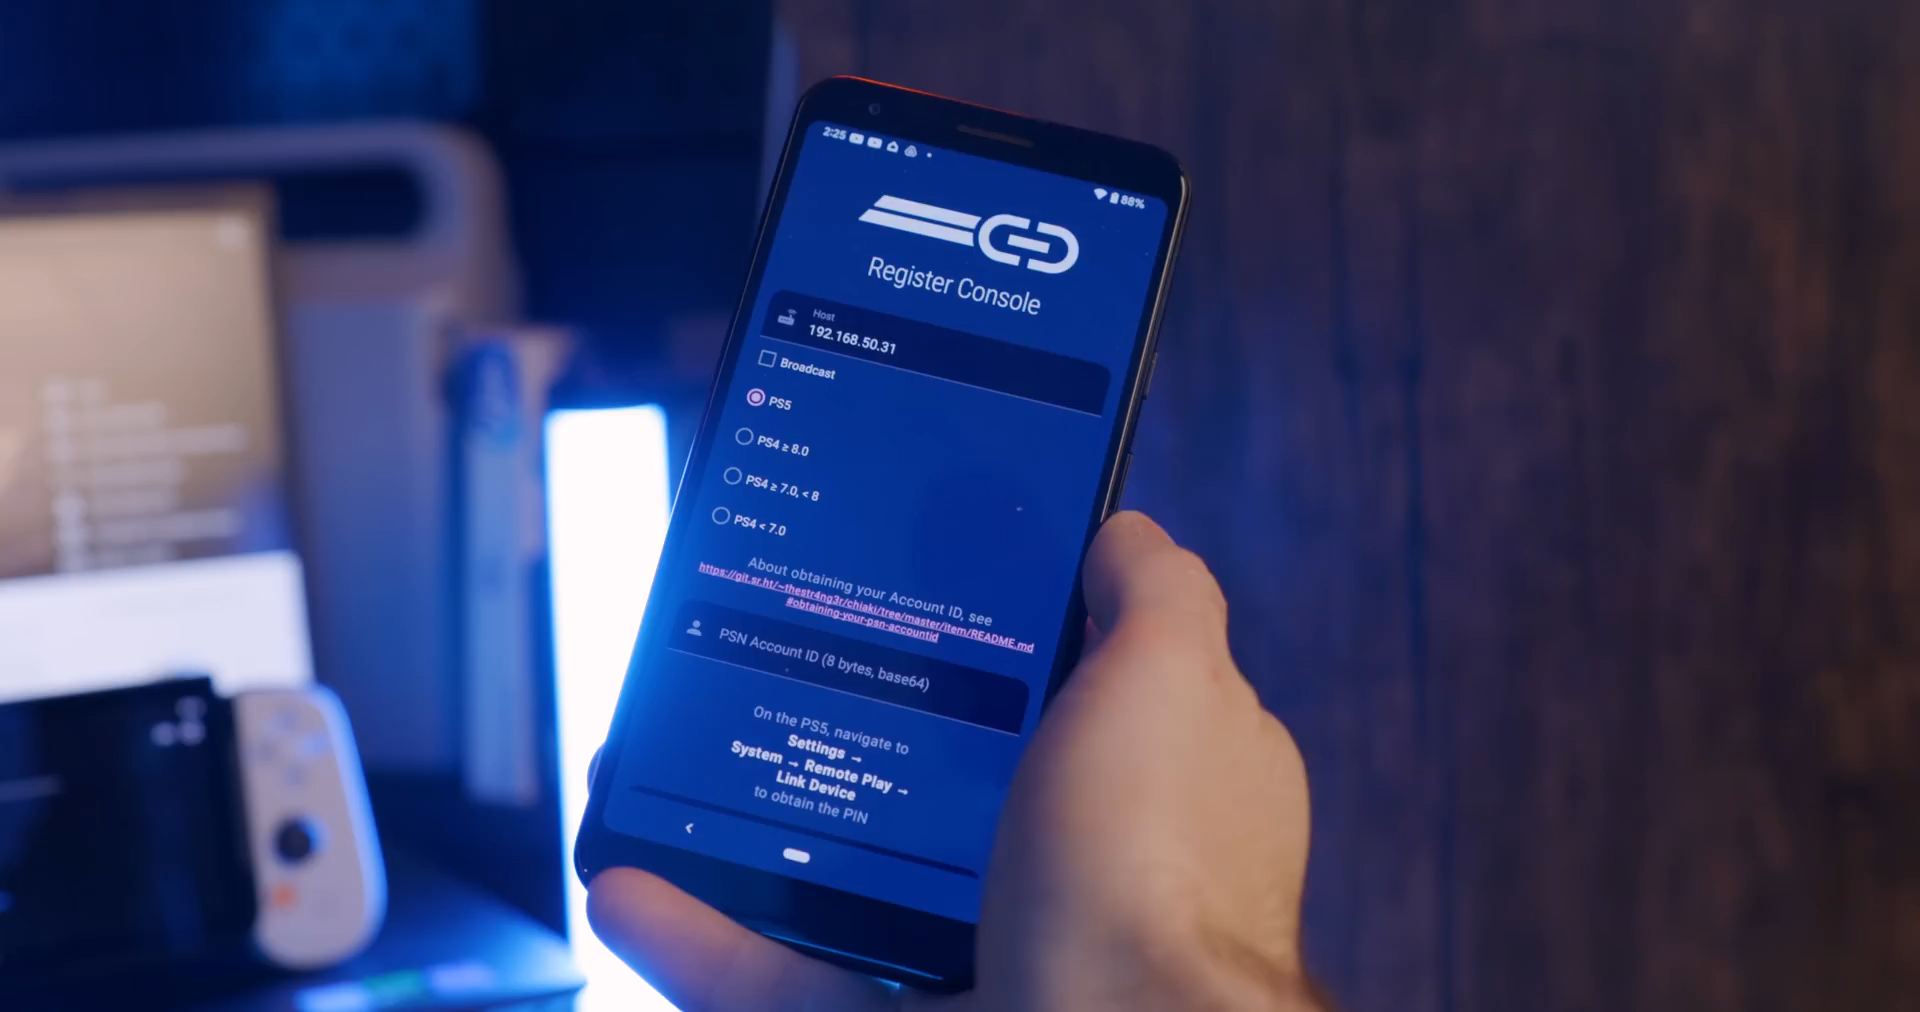 2:25
88%
Register Console
Host
192.168.50.31
Broadcast
PS5
PS4 ≥ 8.0
PS4 ≥ 7.0, < 8
PS4 < 7.0
About obtaining your Account ID, see
https://git.sr.ht/~thestr4ng3r/chiaki/tree/master/item/README.md
#obtaining-your-psn-accountid
PSN Account ID (8 bytes, base64)
On the PS5, navigate to
Settings →
System → Remote Play →
Link Device
to obtain the PIN